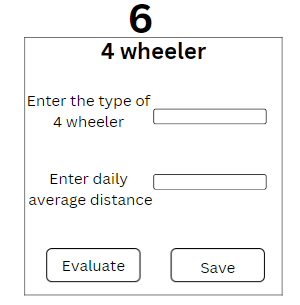 6
4 wheeler
Enter the type of
4 wheeler
Enter daily
average distance
Evaluate
Save